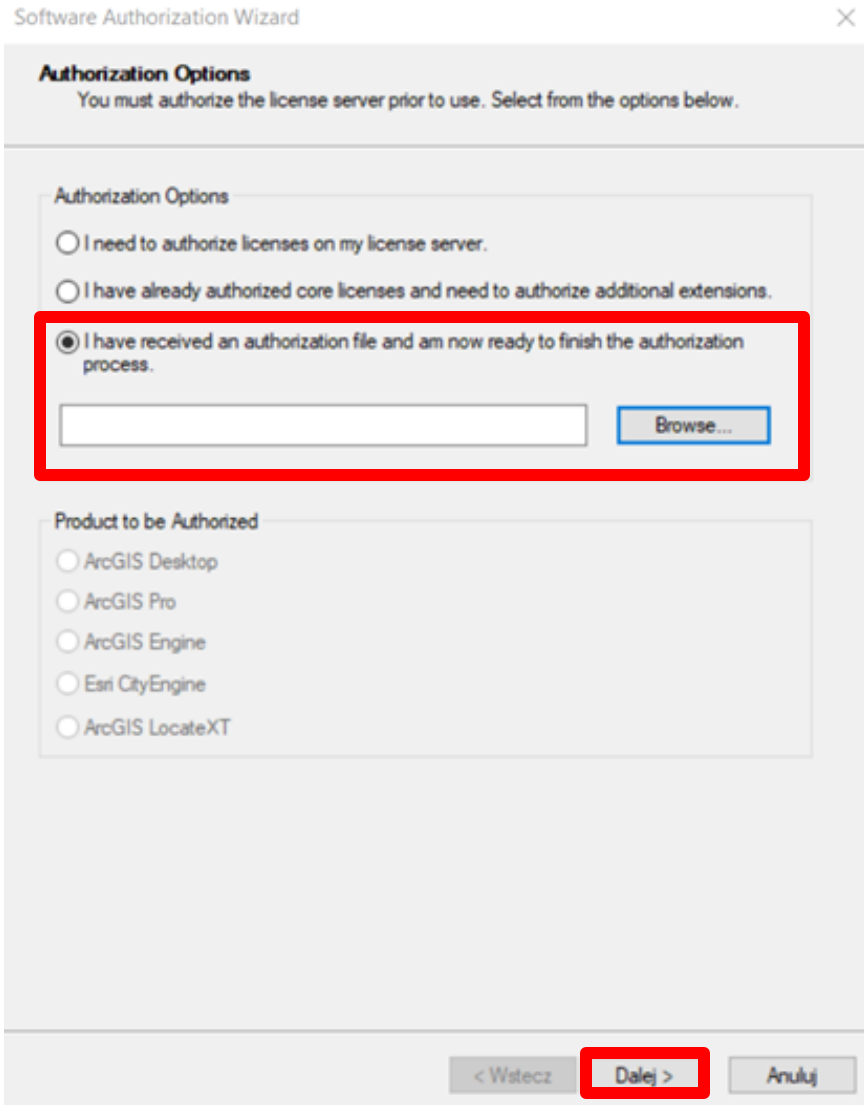 Software Authorization Wizard
Authorization Options
You must authorize the license server prior to use. Select from the options below.
Authorization Options
I need to authorize licenses on my license server.
I have already authorized core licenses and need to authorize additional extensions.
I have received an authorization file and am now ready to finish the authorization
process.
Browse...
Product to be Authorized
ArcGIS Desktop
ArcGIS Pro
ArcGIS Engine
Esri CityEngine
ArcGIS LocateXT
< Wstecz
Dalej >
Anuluj